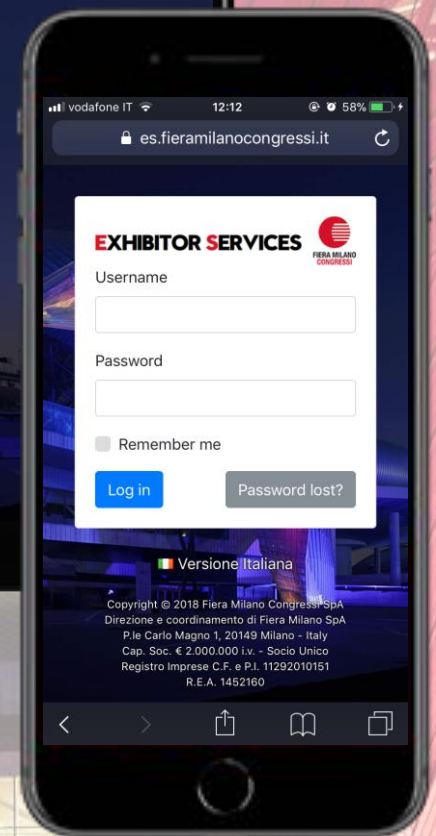 vodafone IT 12:12 58%
es.fieramilanocongressi.it
EXHIBITOR SERVICES
FIERA MILANO
CONGRESSI
Username
Password
Remember me
Log in Password lost?
Versione Italiana
Copyright © 2018 Fiera Milano Congressi SpA
Direzione e coordinamento di Fiera Milano SpA
P.le Carlo Magno 1, 20149 Milano - Italy
Cap. Soc. € 2.000.000 i.v. - Socio Unico
Registro Imprese C.F. e P.I. 11292010151
R.E.A. 1452160